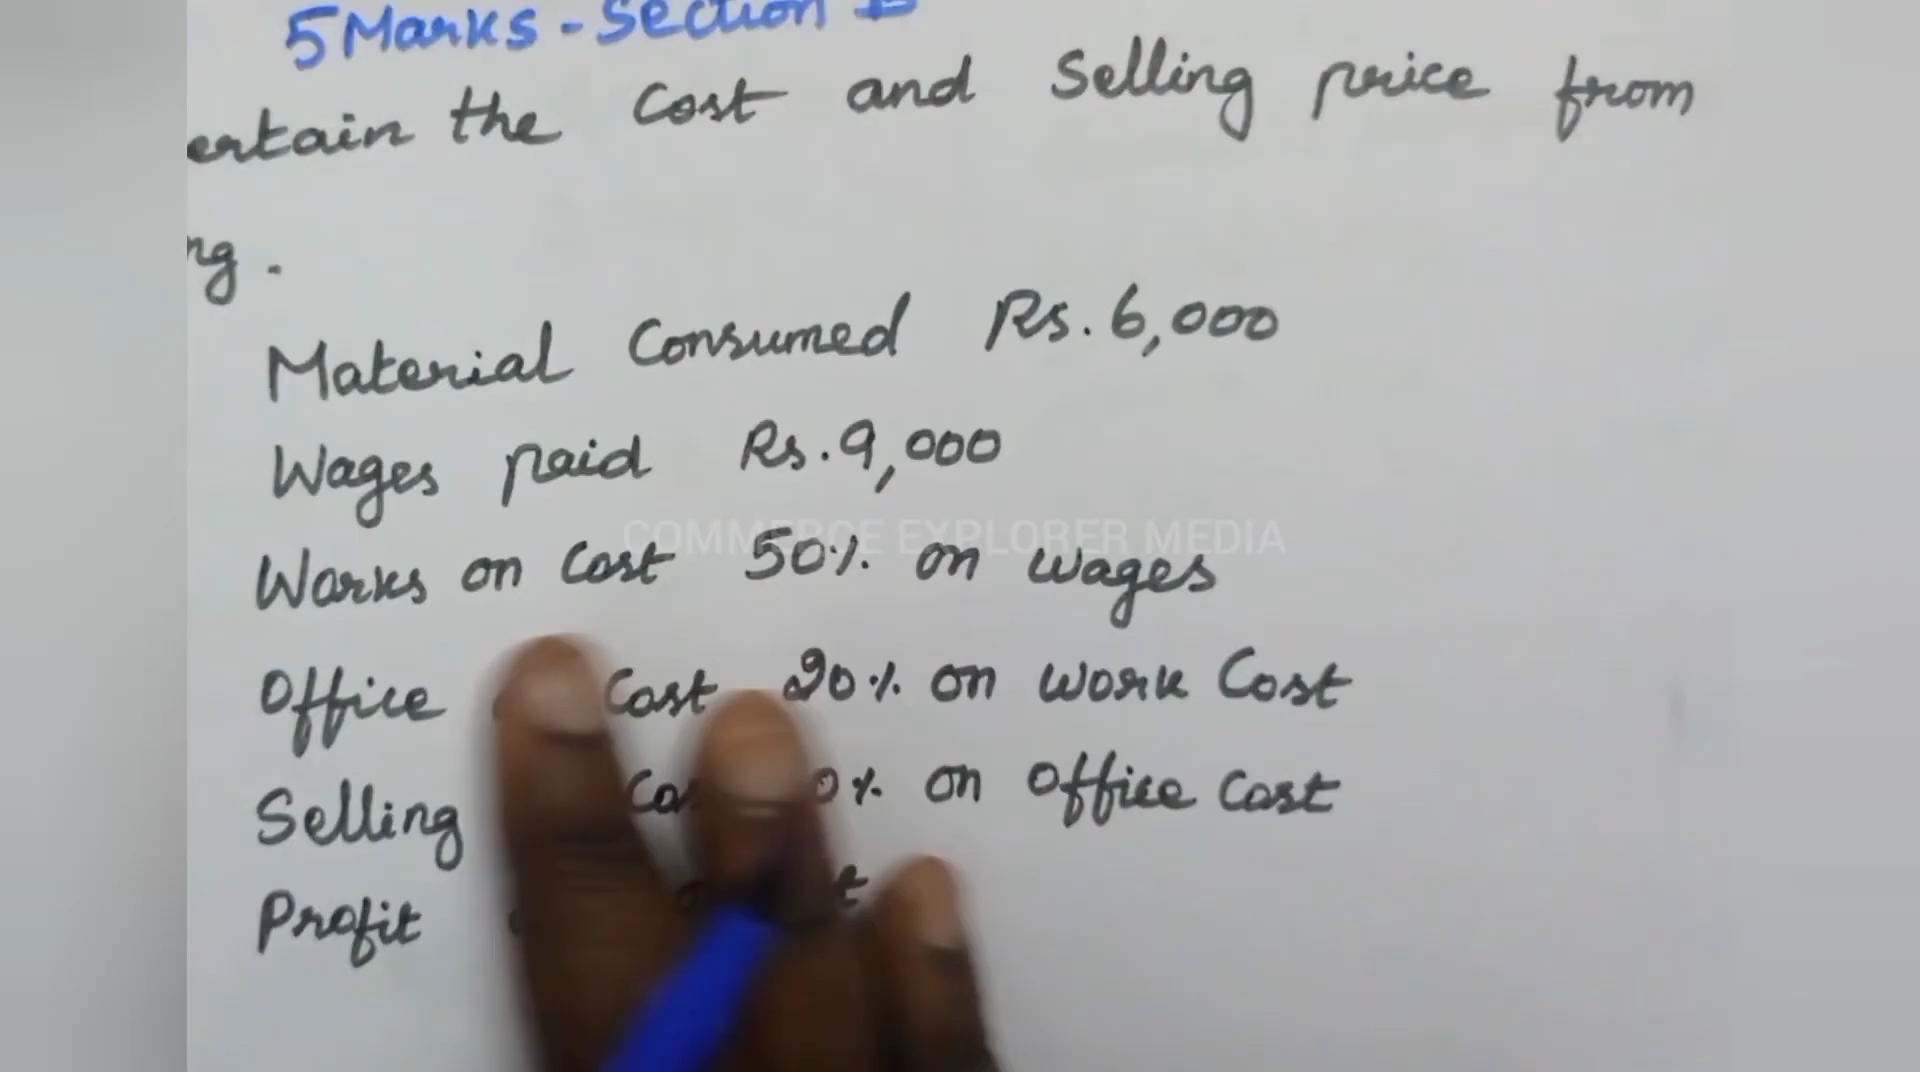 5 Marks - Section B
ertain the Cost and Selling price from
ng.
Material Consumed Rs. 6,000
Wages paid Rs. 9,000
COMMERCE EXPLORER MEDIA
Works on Cost 50% on wages
Office Cost 20% on work Cost
Selling 0% on Office Cost
Profit